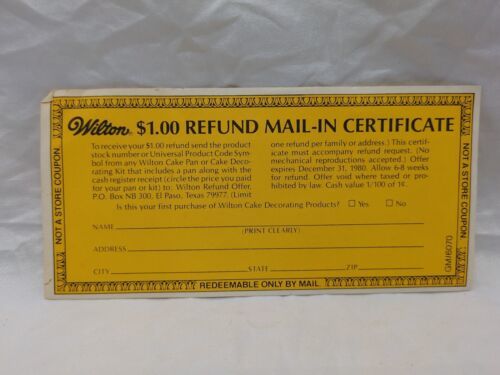 Wilton® $1.00 REFUND MAIL-IN CERTIFICATE
To receive your $1.00 refund send the product
stock number or Universal Product Code Sym-
bol from any Wilton Cake Pan or Cake Deco-
rating Kit that includes a pan along with the
cash register receipt (circle the price you paid
for your pan or kit) to: Wilton Refund Offer,
P.O. Box NB 300, El Paso, Texas 79977. (Limit
one refund per family or address.) This certif-
icate must accompany refund request. (No
mechanical reproductions accepted.) Offer
expires December 31, 1980. Allow 6-8 weeks
for refund. Offer void where taxed or pro-
hibited by law. Cash value 1/100 of 1¢.
Is this your first purchase of Wilton Cake Decorating Products? □ Yes □ No
NAME
(PRINT CLEARLY)
ADDRESS
CITY STATE ZIP
REDEEMABLE ONLY BY MAIL
NOT A STORE COUPON
NOT A STORE COUPON
GMJ6070